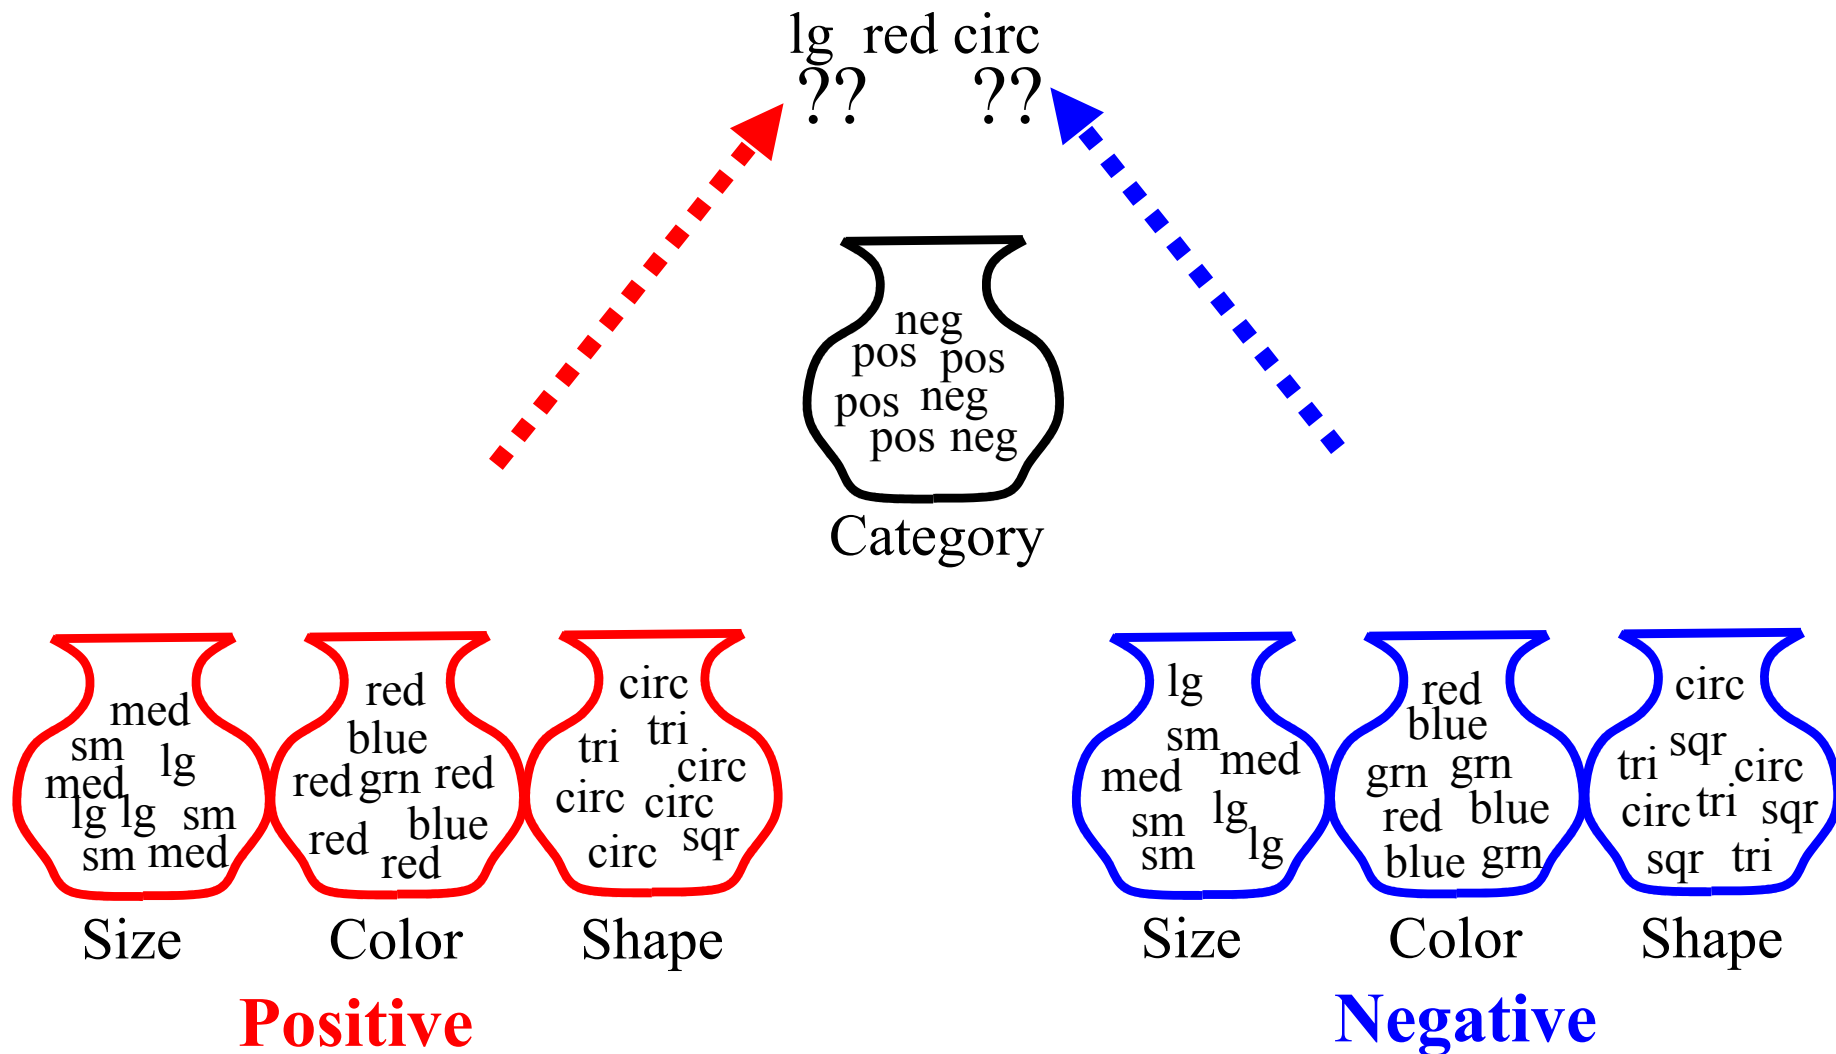 lg red circ
?? ??
neg
pos pos
pos neg
pos neg
Category
med
sm lg
med
lg lg sm
sm med
Size
red
blue
red grn red
red blue
red
Color
circ
tri tri
circ
circ circ
circ sqr
Shape
Positive
lg
sm
med med
sm lg
sm lg
Size
red
blue
grn grn
red blue
blue grn
Color
circ
sqr
tri circ
circ tri sqr
sqr tri
Shape
Negative